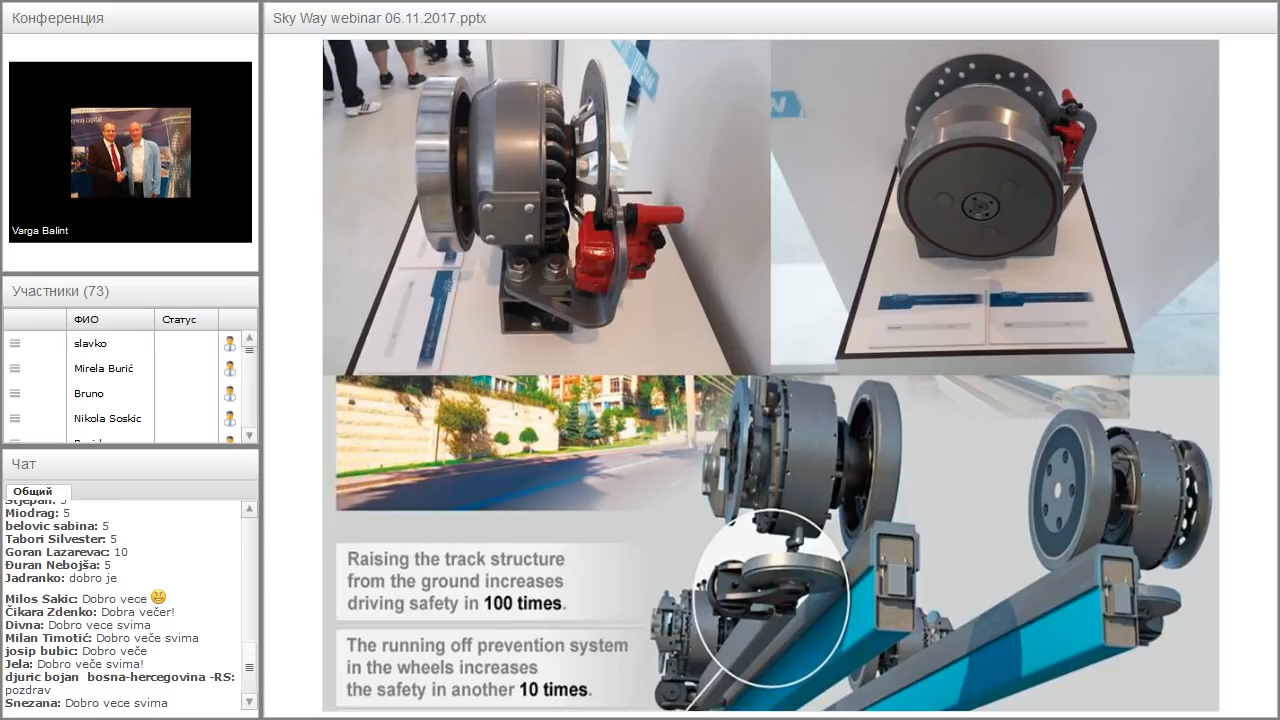 Конференция
Sky Way webinar 06.11.2017.pptx
skyway.capital
Varga Balint
Участники (73)
ФИО
Статус
slavko
Mirela Burić
Bruno
Nikola Soskic
Чат
Общий
Stjepan: 5
Miodrag: 5
belovic sabina: 5
Tabori Silvester: 5
Goran Lazarevac: 10
Đuran Nebojša: 5
Jadranko: dobro je
Milos Sakic: Dobro vece
Čikara Zdenko: Dobra večer!
Divna: Dobro vece svima
Milan Timotić: Dobro veče svima
josip bubic: Dobro veče
Jela: Dobro veče svima!
djuric bojan bosna-hercegovina -RS:
pozdrav
Snezana: Dobro vece svima
Raising the track structure
from the ground increases
driving safety in 100 times.
The running off prevention system
in the wheels increases
the safety in another 10 times.